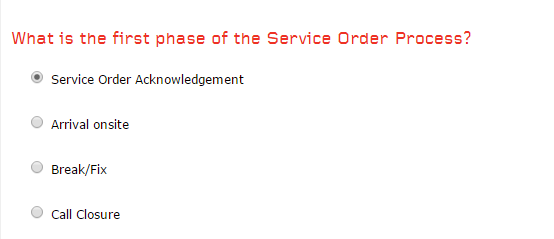 What is the first phase of the Service Order Process?
Service Order Acknowledgement
Arrival onsite
Break/Fix
Call Closure